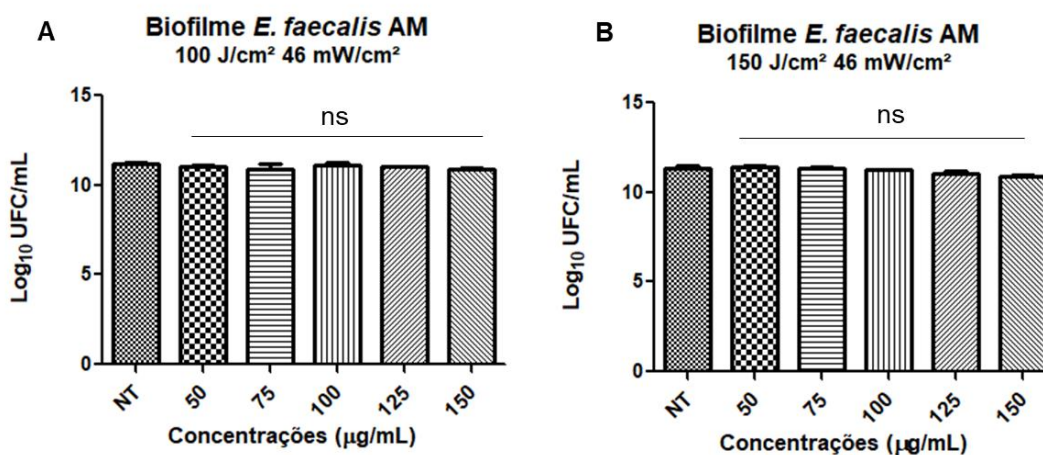 A
Biofilme E. faecalis AM
100 J/cm² 46 mW/cm²
ns
15
10
5
0
Log₁₀ UFC/mL
NT
50
75
100
125
150
Concentrações (μg/mL)
B
Biofilme E. faecalis AM
150 J/cm² 46 mW/cm²
ns
15
10
5
0
Log₁₀ UFC/mL
NT
50
75
100
125
150
Concentrações (μg/mL)